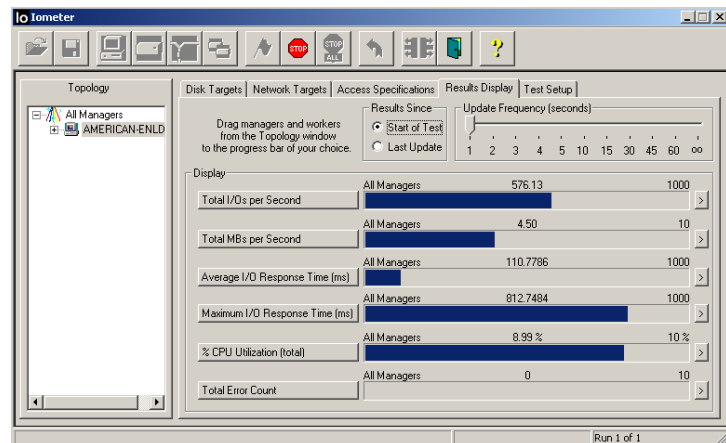 Io Iometer
STOP
STOP ALL
?
Topology
All Managers
AMERICAN-ENLD
Disk Targets Network Targets Access Specifications Results Display Test Setup
Drag managers and workers
from the Topology window
to the progress bar of your choice.
Results Since
Start of Test
Last Update
Update Frequency (seconds)
1 2 3 4 5 10 15 30 45 60 oo
Display
All Managers 576.13 1000
Total I/Os per Second >
All Managers 4.50 10
Total MBs per Second >
All Managers 110.7786 1000
Average I/O Response Time (ms) >
All Managers 812.7484 1000
Maximum I/O Response Time (ms) >
All Managers 8.99 % 10 %
% CPU Utilization (total) >
All Managers 0 10
Total Error Count >
Run 1 of 1